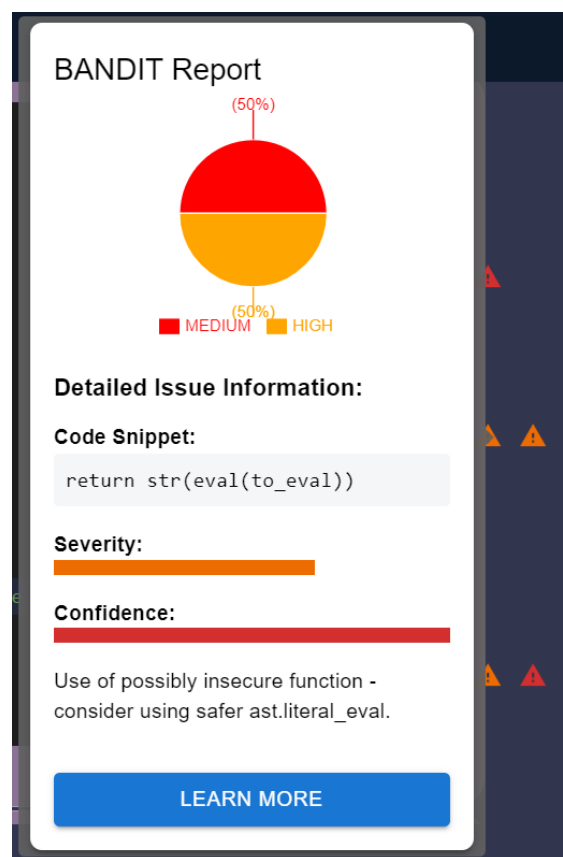 BANDIT Report
(50%)
(50%)
MEDIUM HIGH
Detailed Issue Information:
Code Snippet:
return str(eval(to_eval))
Severity:
Confidence:
Use of possibly insecure function -
consider using safer ast.literal_eval.
LEARN MORE